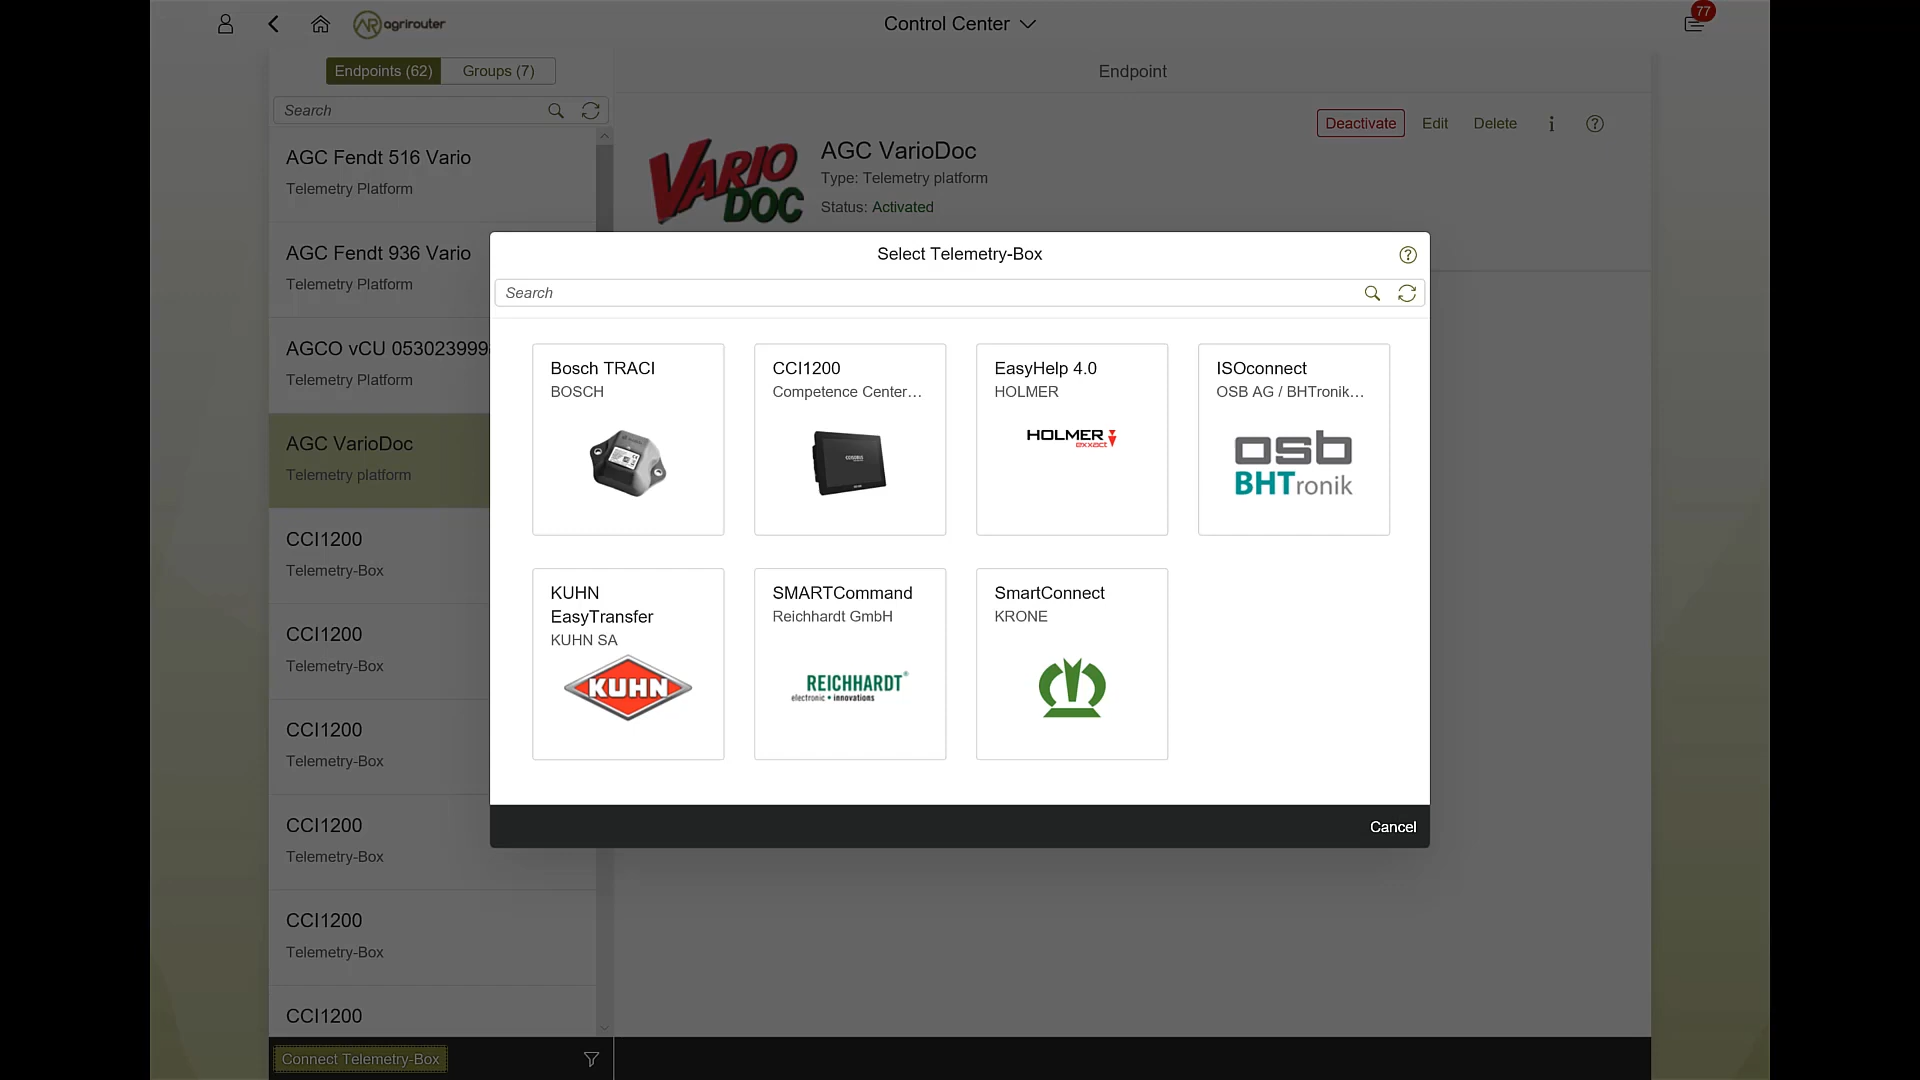 agrirouter
Control Center
77
Endpoints (62)
Groups (7)
Endpoint
Search
Deactivate
Edit
Delete
AGC Fendt 516 Vario
Telemetry Platform
AGC Fendt 936 Vario
Telemetry Platform
AGCO vCU 053023999
Telemetry Platform
AGC VarioDoc
Telemetry platform
CCI1200
Telemetry-Box
CCI1200
Telemetry-Box
CCI1200
Telemetry-Box
CCI1200
Telemetry-Box
CCI1200
Telemetry-Box
CCI1200
Connect Telemetry-Box
VARIO
DOC
AGC VarioDoc
Type: Telemetry platform
Status: Activated
Select Telemetry-Box
Search
Bosch TRACI
BOSCH
CCI1200
Competence Center...
EasyHelp 4.0
HOLMER
HOLMER
exxact
ISOconnect
OSB AG / BHTronik...
osb
BHTronik
KUHN
EasyTransfer
KUHN SA
KUHN
SMARTCommand
Reichhardt GmbH
REICHHARDT®
electronic • innovations
SmartConnect
KRONE
Cancel